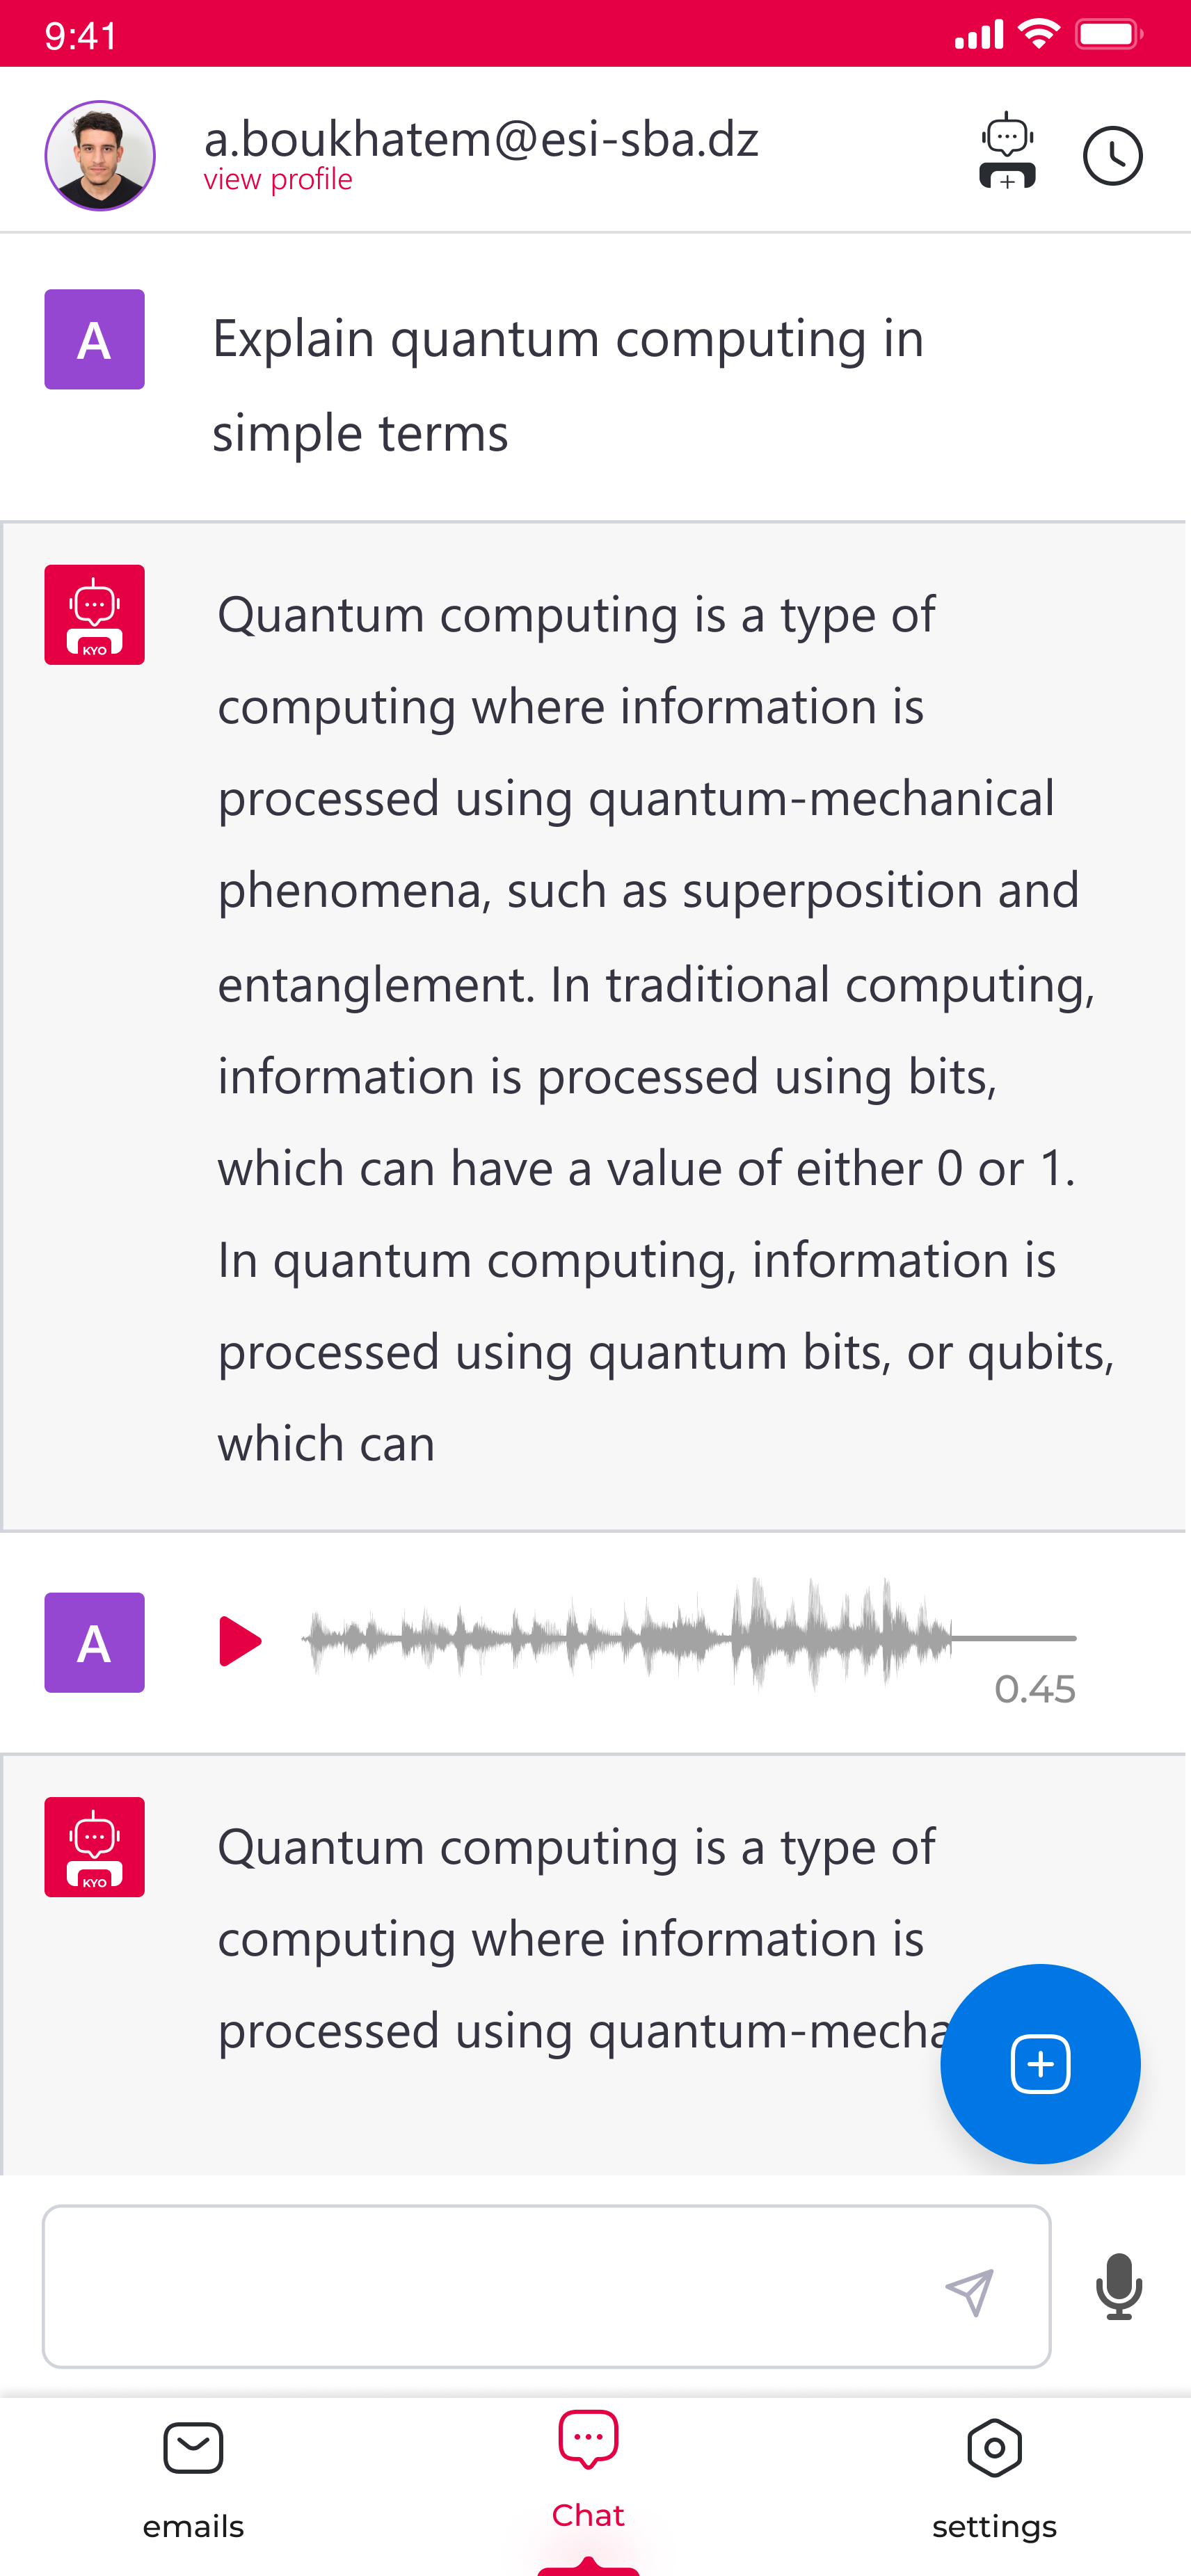 9:41
a.boukhatem@esi-sba.dz
view profile
A
Explain quantum computing in
simple terms
KYO
Quantum computing is a type of
computing where information is
processed using quantum-mechanical
phenomena, such as superposition and
entanglement. In traditional computing,
information is processed using bits,
which can have a value of either 0 or 1.
In quantum computing, information is
processed using quantum bits, or qubits,
which can
A
0.45
KYO
Quantum computing is a type of
computing where information is
processed using quantum-mecha
emails
Chat
settings